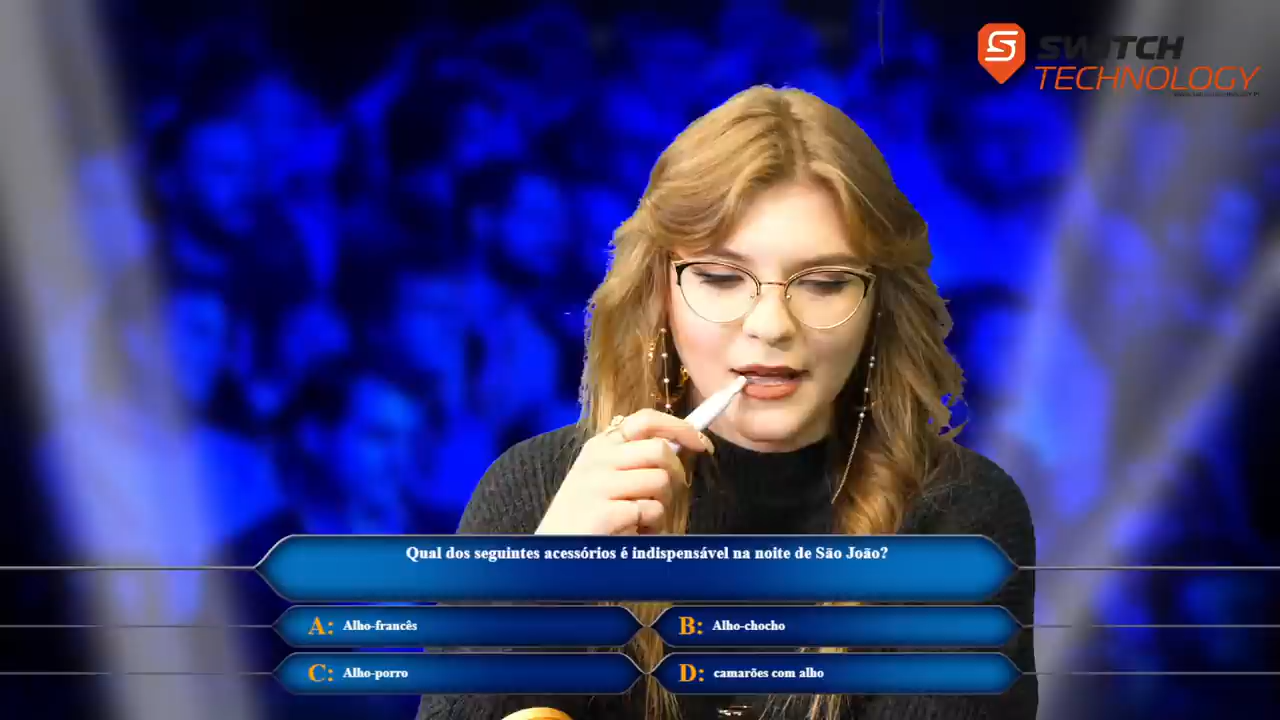 SWITCH
TECHNOLOGY
Qual dos seguintes acessórios é indispensável na noite de São João?
A: Alho-francês
B: Alho-chocho
C: Alho-porro
D: camarões com alho